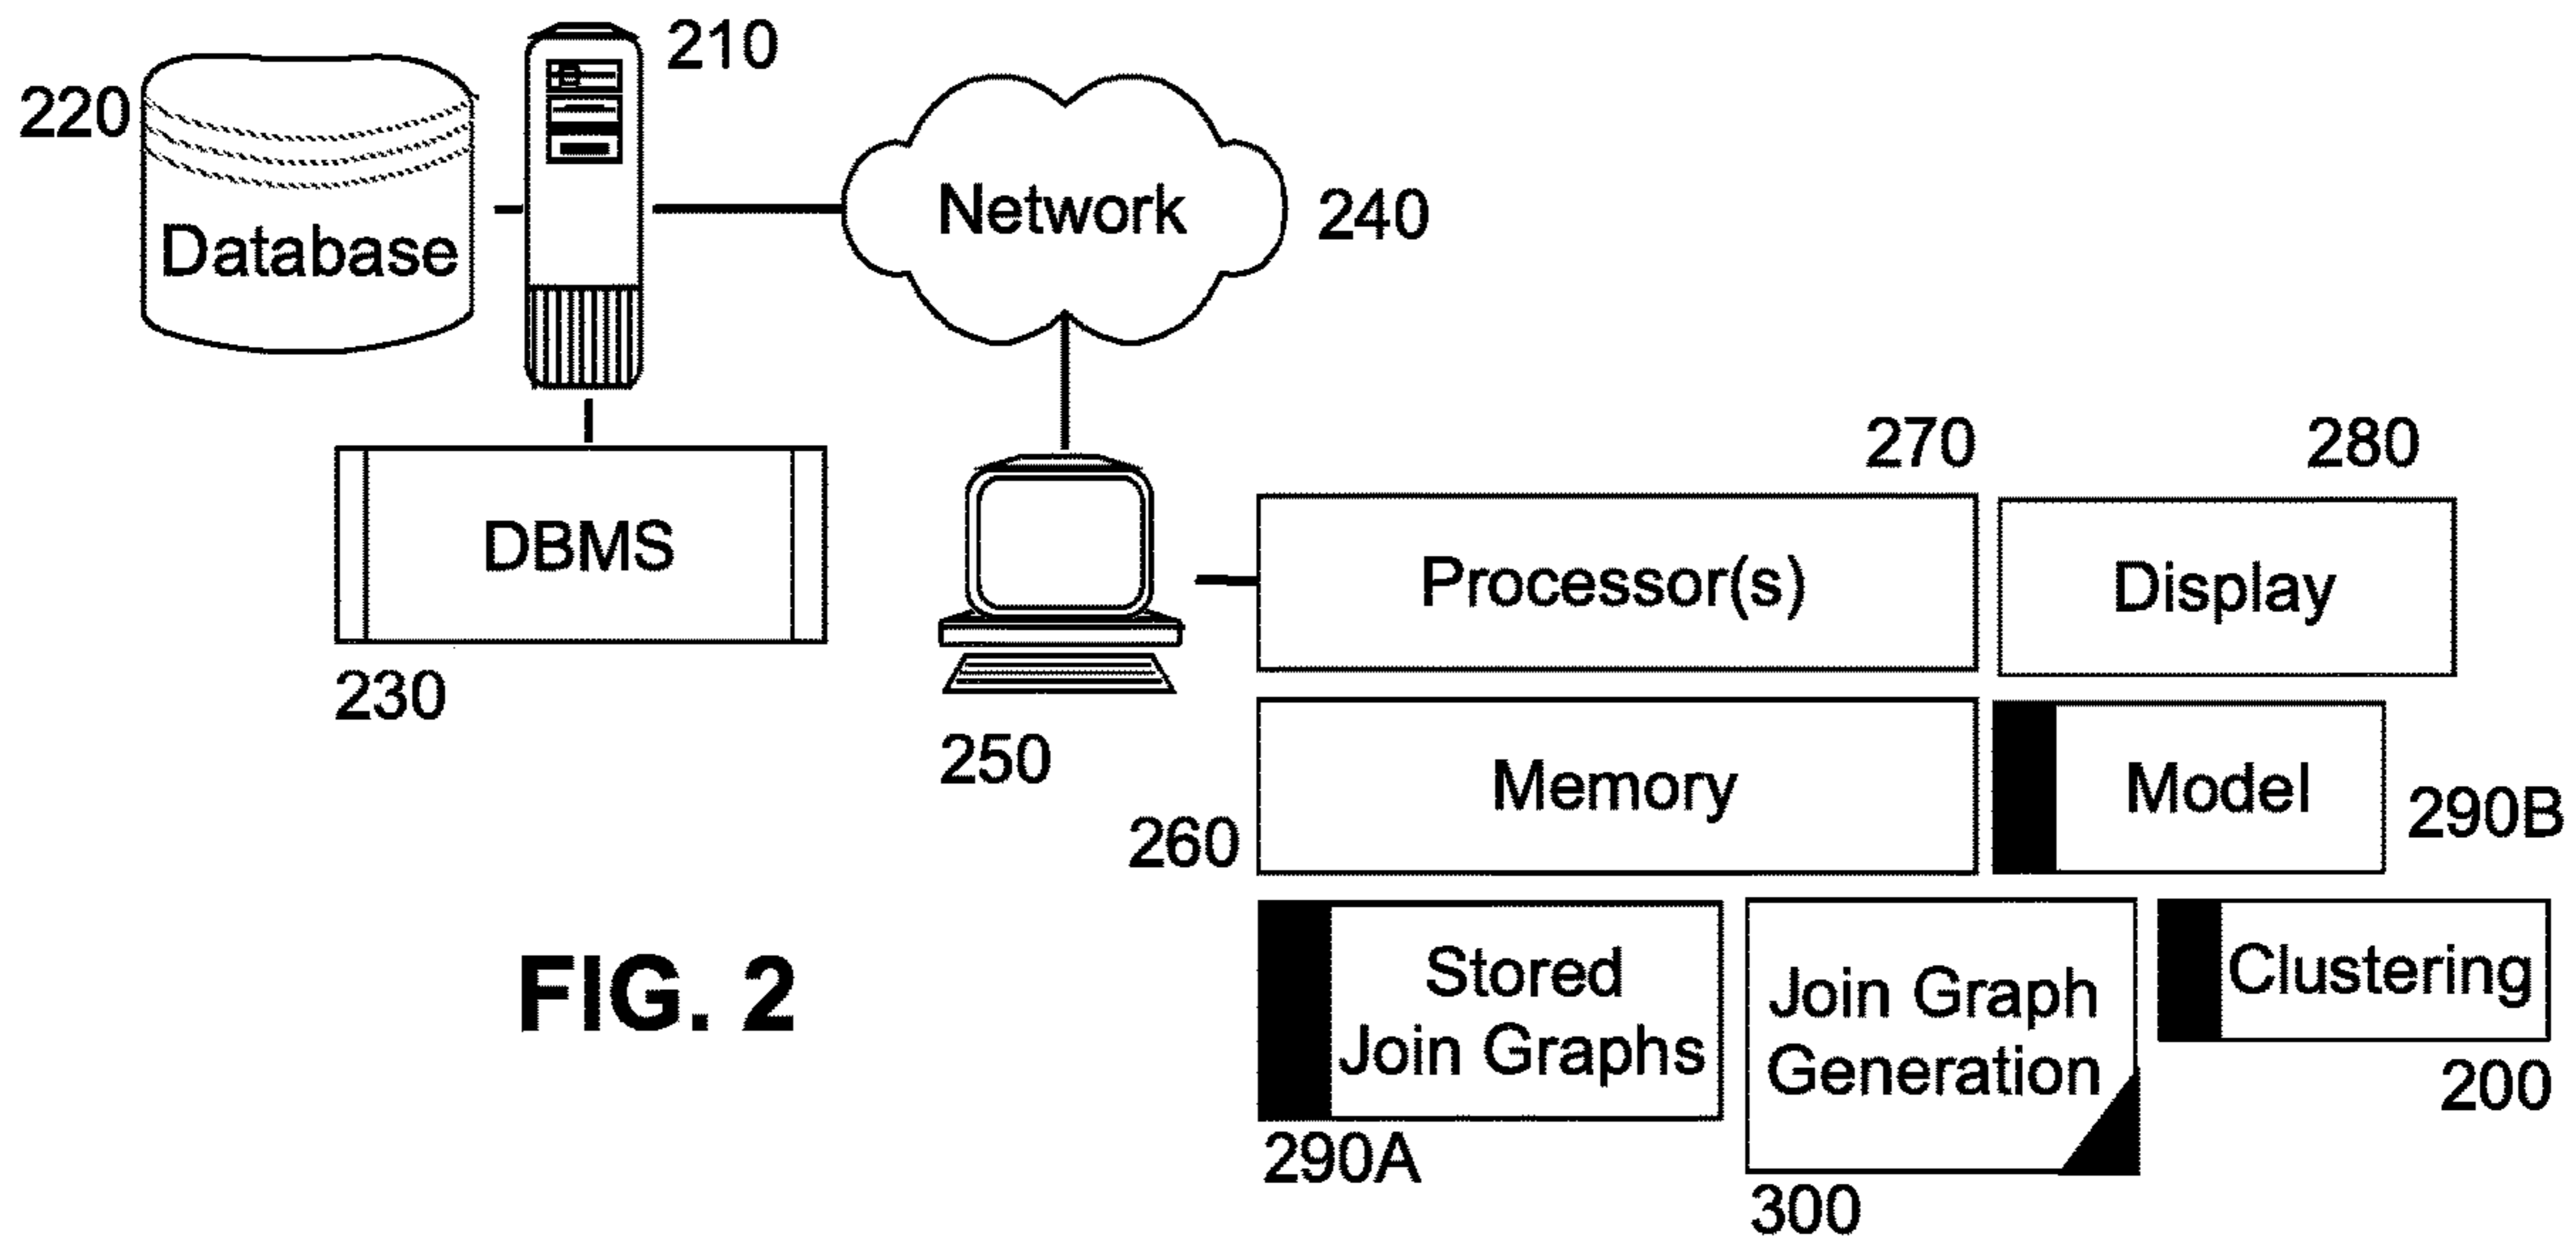 210
220
Database
Network
240
DBMS
230
250
270
280
Processor(s)
Display
Memory
260
Model
290B
Stored
Join Graphs
290A
Join Graph
Generation
300
Clustering
200
FIG. 2